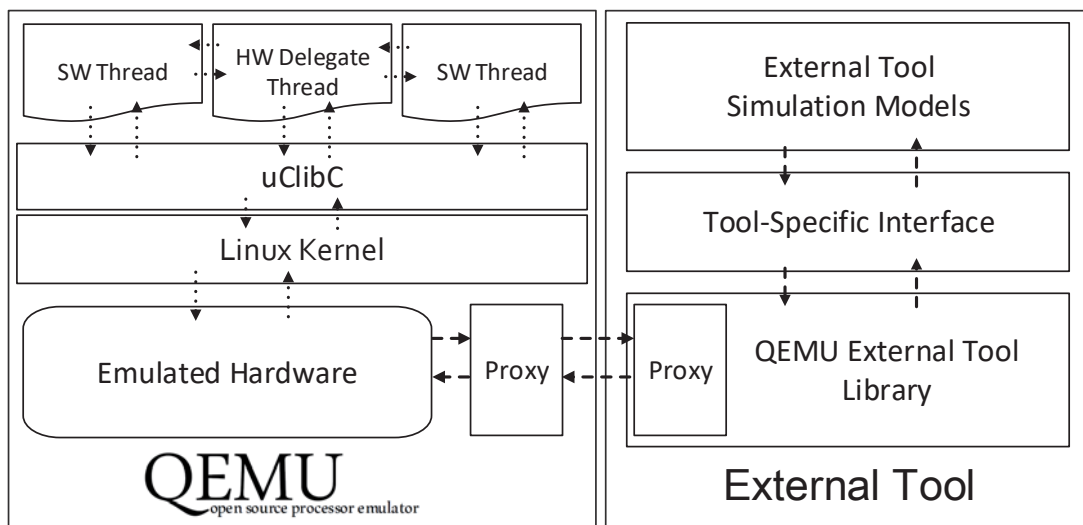 SW Thread
HW Delegate
Thread
SW Thread
uClibC
Linux Kernel
Emulated Hardware
Proxy
QEMU
open source processor emulator
External Tool
Simulation Models
Tool-Specific Interface
Proxy
QEMU External Tool
Library
External Tool